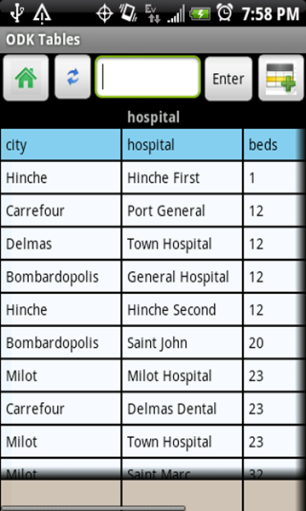 7:58 PM
ODK Tables
Enter
hospital
city hospital beds
Hinche Hinche First 1
Carrefour Port General 12
Delmas Town Hospital 12
Bombardopolis General Hospital 12
Hinche Hinche Second 12
Bombardopolis Saint John 20
Milot Milot Hospital 23
Carrefour Delmas Dental 23
Milot Town Hospital 23
Milot Saint Marc 32